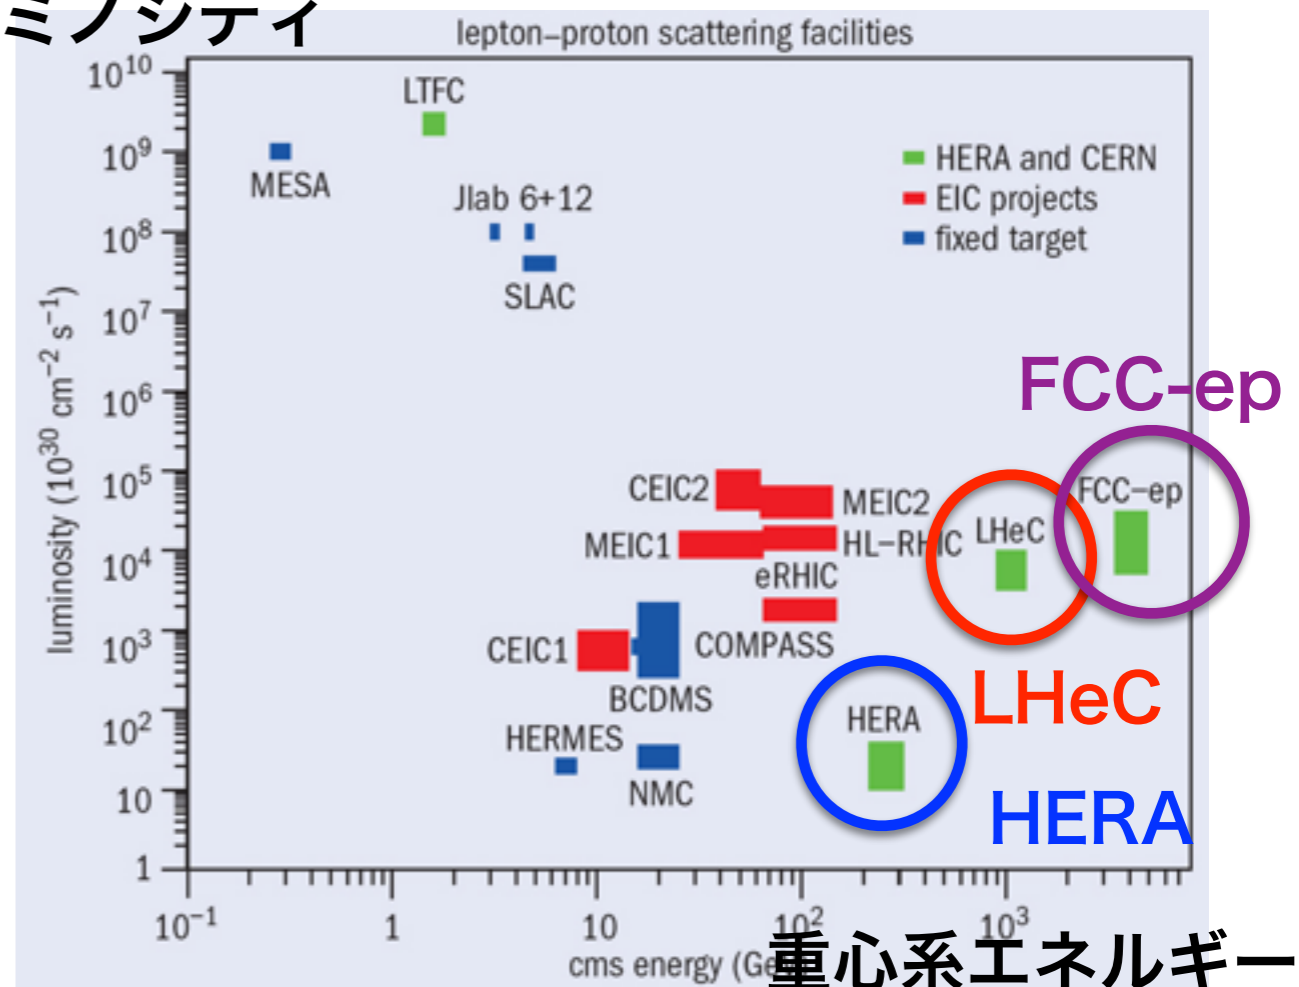 ミノシティ
lepton–proton scattering facilities
10¹⁰
LTFC
10⁹
MESA
HERA and CERN
EIC projects
fixed target
Jlab 6+12
10⁸
SLAC
10⁷
luminosity (10³⁰ cm⁻² s⁻¹)
10⁶
FCC-ep
10⁵
CEIC2
MEIC2
FCC–ep
LHeC
10⁴
MEIC1
HL–RHIC
eRHIC
10³
CEIC1
COMPASS
BCDMS
LHeC
10²
HERMES
HERA
NMC
10
HERA
1
10⁻¹
1
10
10²
10³
cms energy (GeV)
重心系エネルギー